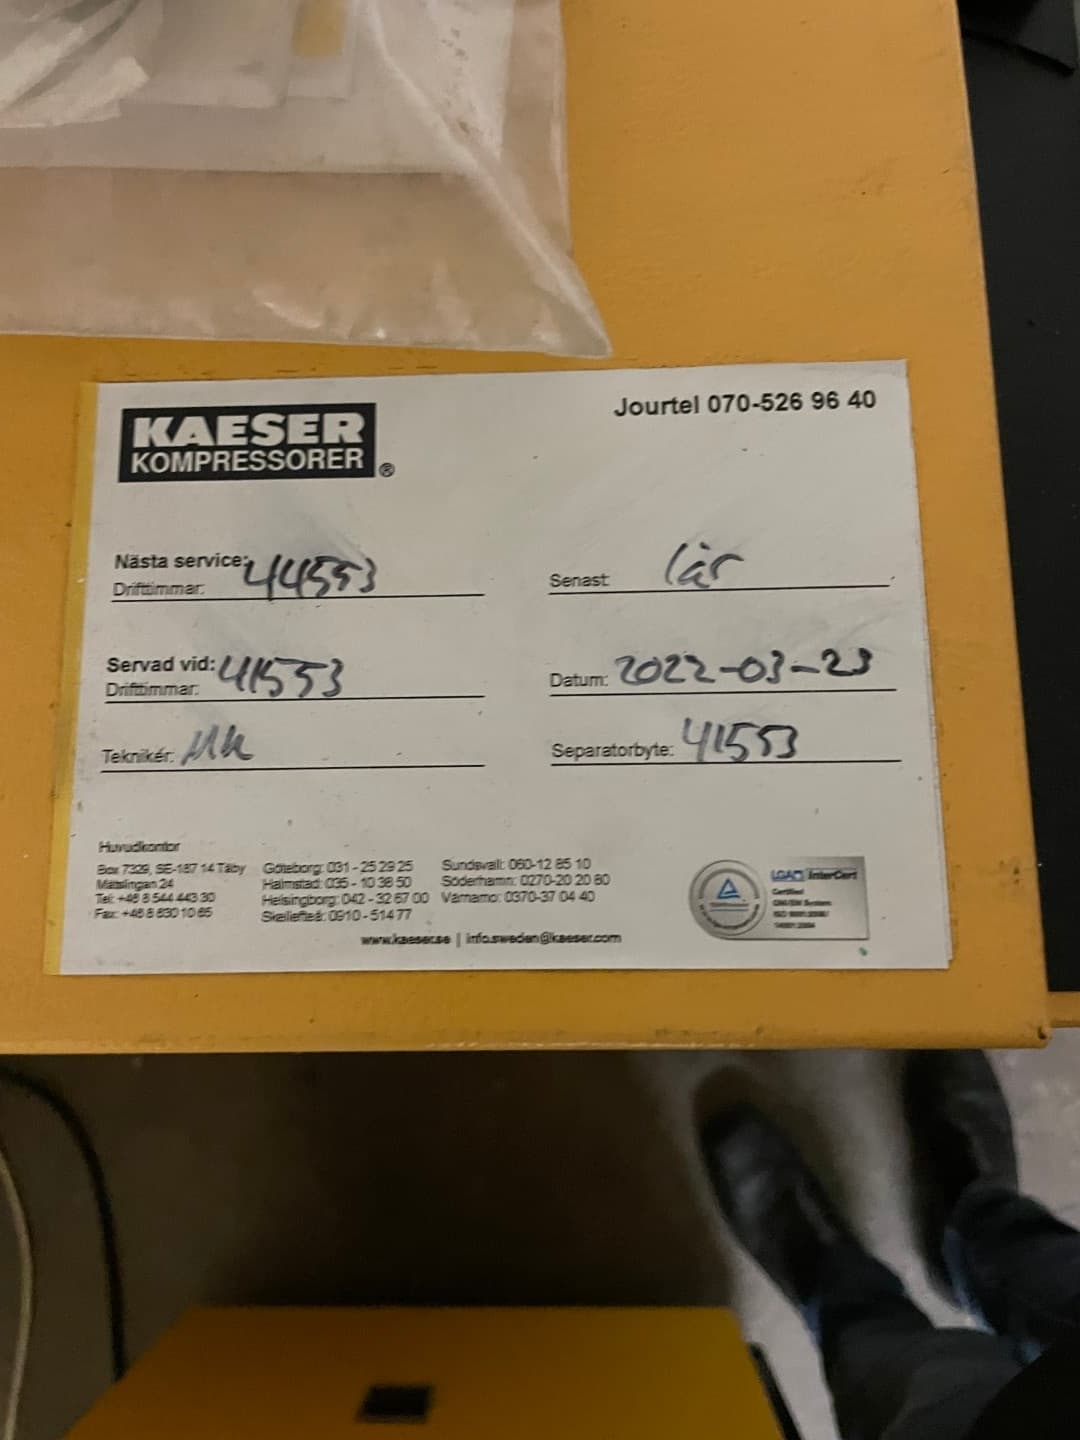 KAESER
KOMPRESSORER ®
Jourtel 070-526 96 40
Nästa service: 44553
Drifttimmar:
Senast: 1år
Servad vid: 41553
Drifttimmar:
Datum: 2022-03-23
Teknikér:
Separatorbyte: 41553
Huvudkontor
Box 7329, SE-187 14 Täby
Mätslingan 24
Tel: +46 8 544 443 30
Fax: +46 8 630 10 65
Göteborg: 031 - 25 29 25
Halmstad: 035 - 10 38 50
Helsingborg: 042 - 32 67 00
Skellefteå: 0910 - 514 77
Sundsvall: 060-12 85 10
Söderhamn: 0270-20 20 80
Värnamo: 0370-37 04 40
www.kaeser.se | info.sweden@kaeser.com
LGAD InterCert
Certified